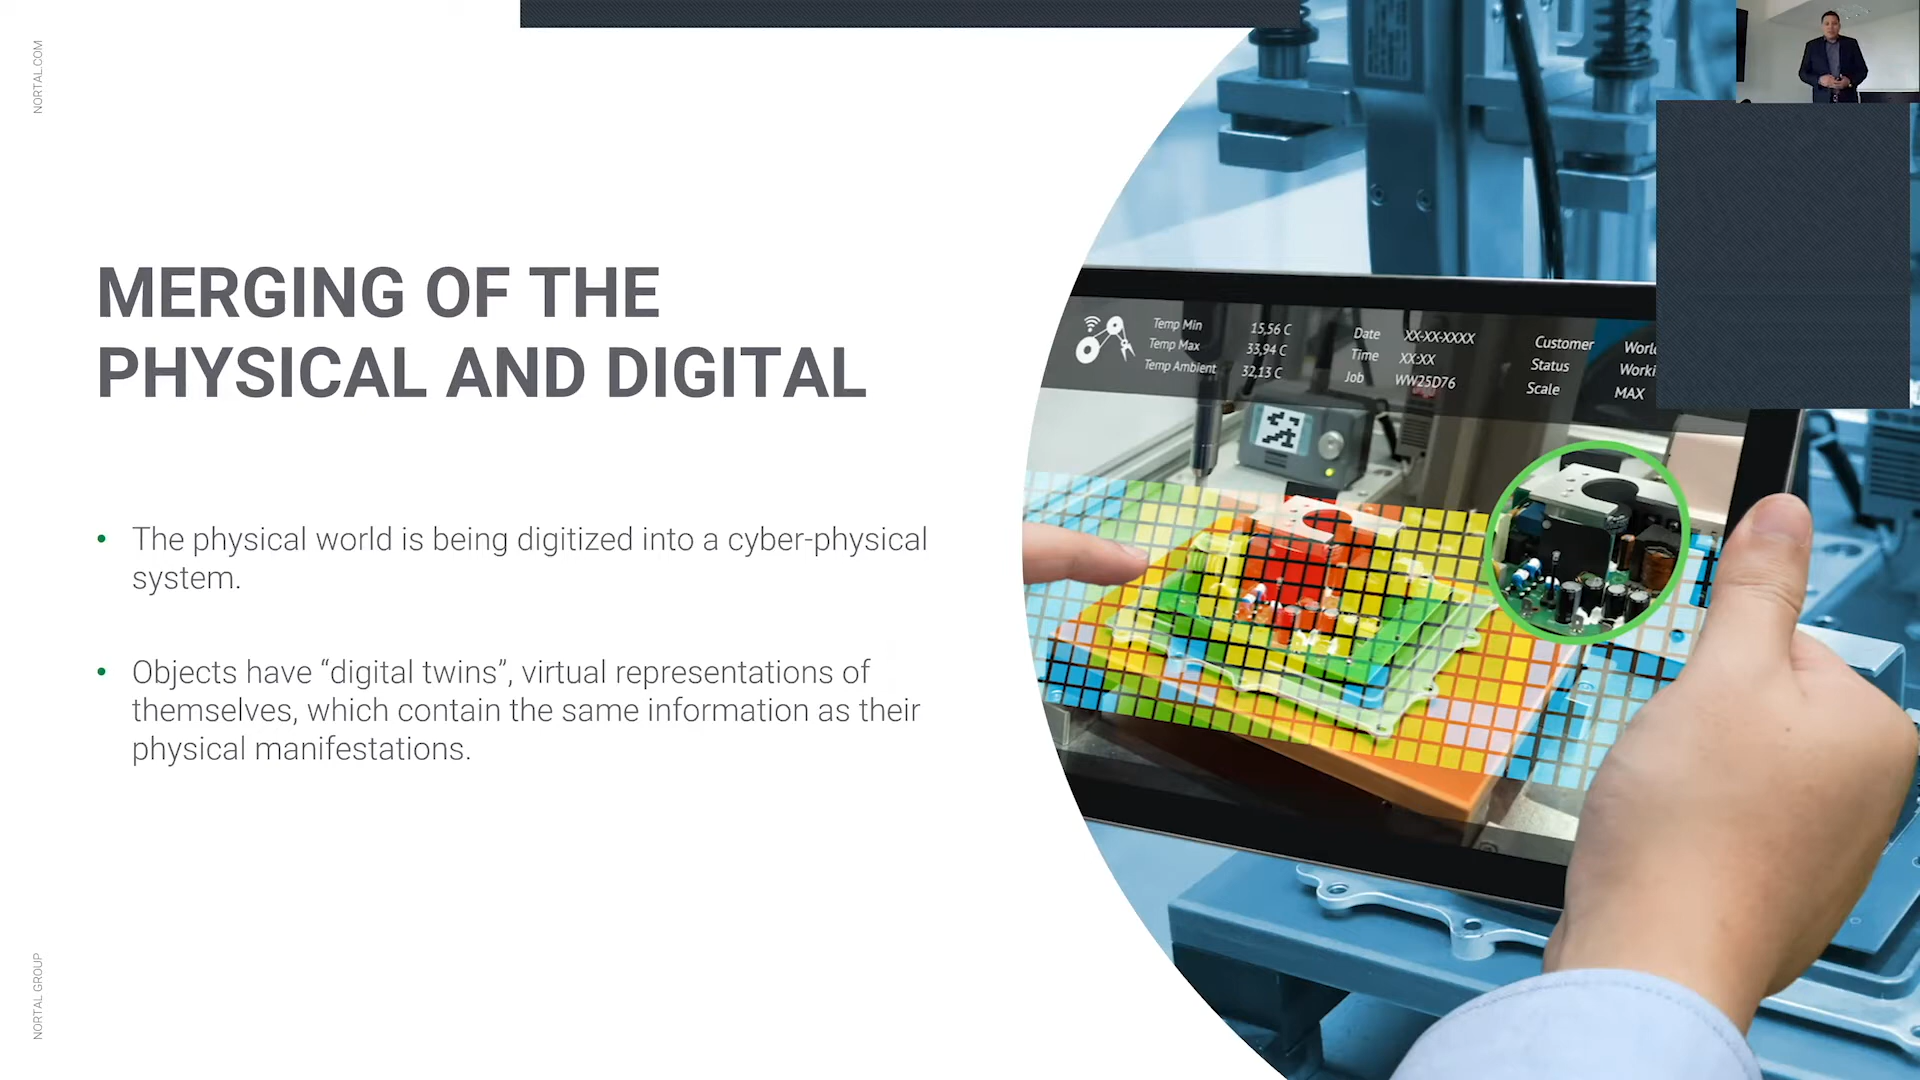 NORTAL.COM
MERGING OF THE
PHYSICAL AND DIGITAL
• The physical world is being digitized into a cyber-physical
system.
• Objects have “digital twins”, virtual representations of
themselves, which contain the same information as their
physical manifestations.
NORTAL GROUP
Temp Min 15,56 C
Temp Max 33,94 C
Temp Ambient 32,13 C
Date XX-XX-XXXX
Time XX:XX
Job WW25D76
Customer
Status
Scale MAX